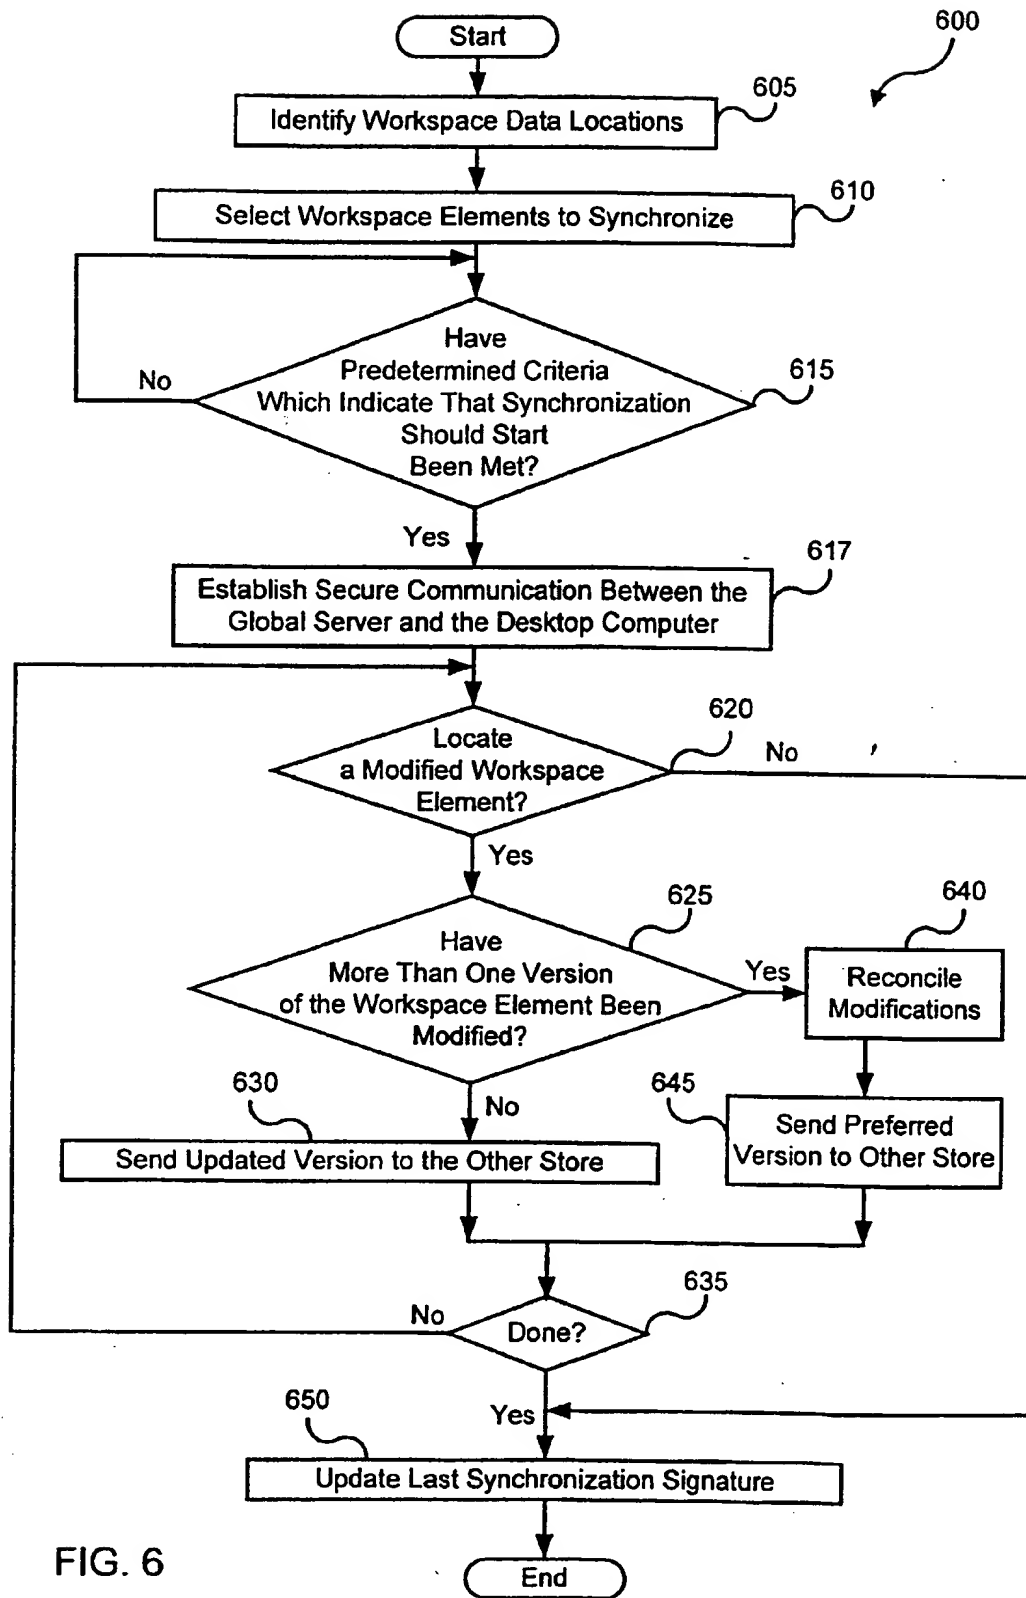 Start
600
Identify Workspace Data Locations
605
Select Workspace Elements to Synchronize
610
Have
Predetermined Criteria
Which Indicate That Synchronization
Should Start
Been Met?
615
No
Yes
617
Establish Secure Communication Between the
Global Server and the Desktop Computer
620
Locate
a Modified Workspace
Element?
No
Yes
625
Have
More Than One Version
of the Workspace Element Been
Modified?
Yes
640
Reconcile
Modifications
No
630
Send Updated Version to the Other Store
645
Send Preferred
Version to Other Store
635
Done?
No
Yes
650
Update Last Synchronization Signature
End
FIG. 6